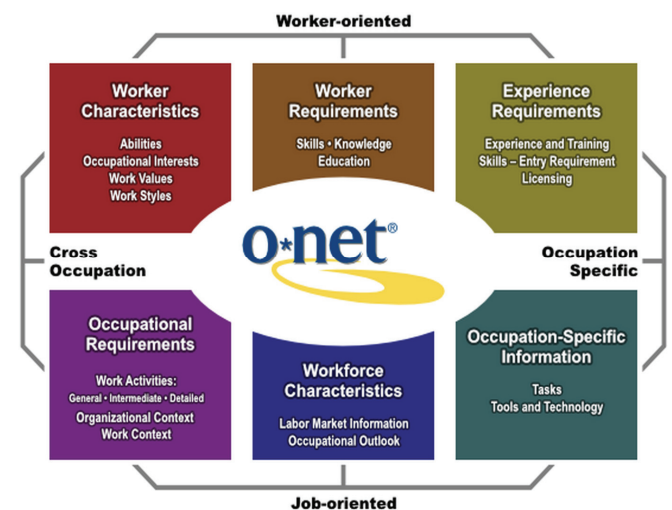 Worker-oriented
Worker
Characteristics
Abilities
Occupational Interests
Work Values
Work Styles
Worker
Requirements
Skills • Knowledge
Education
Experience
Requirements
Experience and Training
Skills – Entry Requirement
Licensing
Cross
Occupation
o*net®
Occupation
Specific
Occupational
Requirements
Work Activities:
General • Intermediate • Detailed
Organizational Context
Work Context
Workforce
Characteristics
Labor Market Information
Occupational Outlook
Occupation-Specific
Information
Tasks
Tools and Technology
Job-oriented